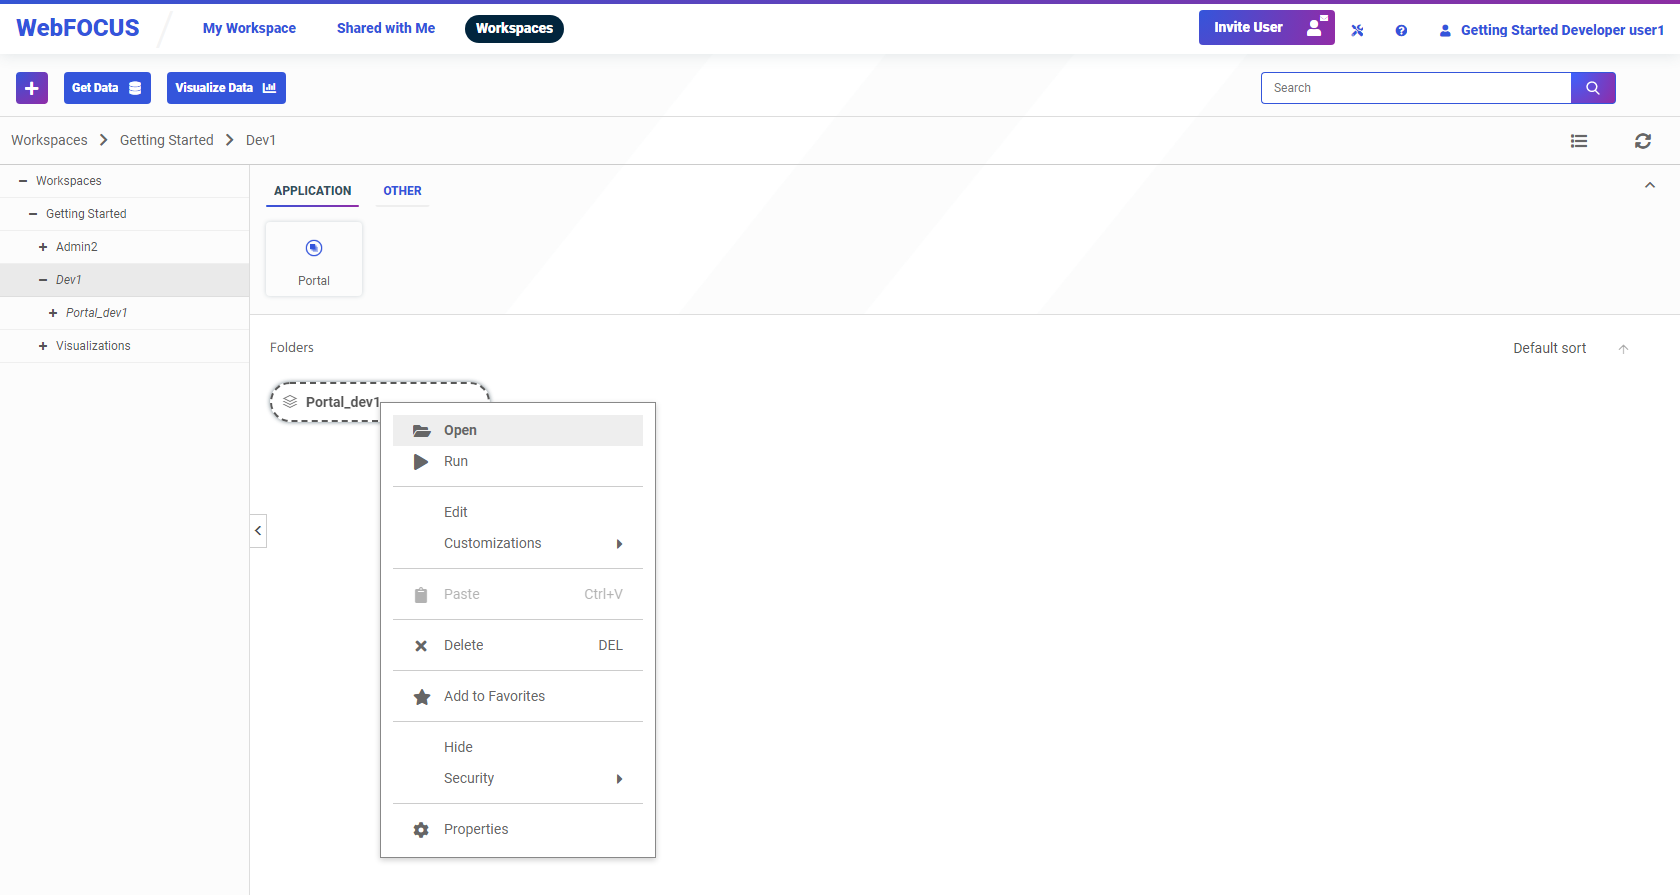 WebFOCUS
My Workspace
Shared with Me
Workspaces
Invite User
Getting Started Developer user1
Get Data
Visualize Data
Search
Workspaces
Getting Started
Dev1
Workspaces
Getting Started
Admin2
Dev1
Portal_dev1
Visualizations
APPLICATION
OTHER
Portal
Folders
Default sort
Portal_dev1
Open
Run
Edit
Customizations
Paste Ctrl+V
Delete DEL
Add to Favorites
Hide
Security
Properties